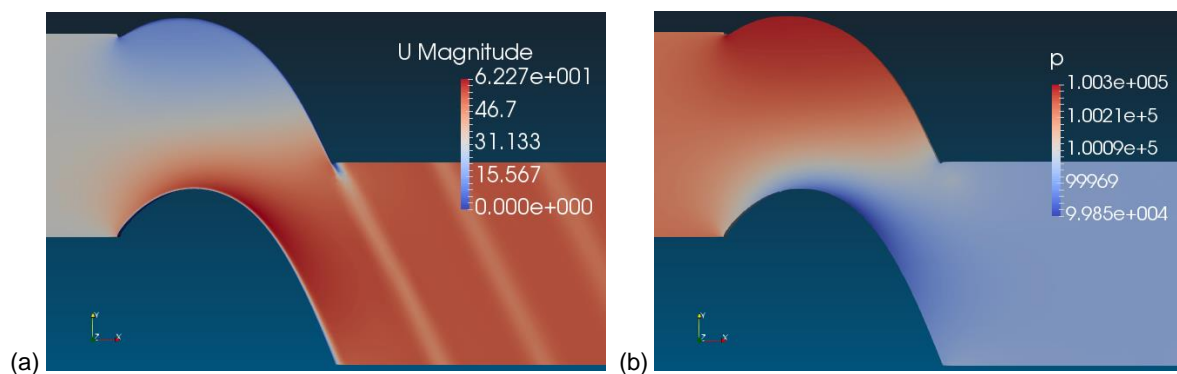 U Magnitude
6.227e+001
46.7
31.133
15.567
0.000e+000
Y
Z X
(a)
p
1.003e+005
1.0021e+5
1.0009e+5
99969
9.985e+004
Y
Z X
(b)